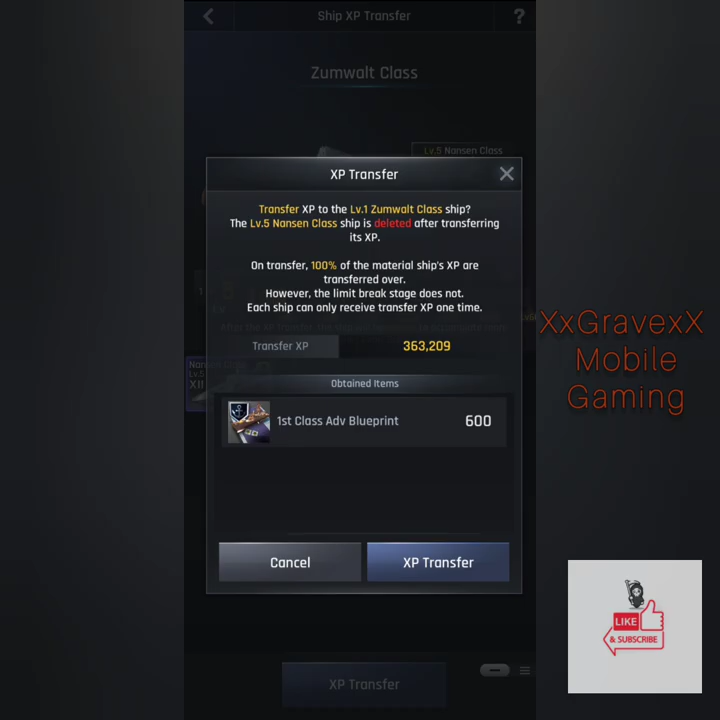 Ship XP Transfer
?
Zumwalt Class
Lv.5 Nansen Class
XP Transfer
Transfer XP to the Lv.1 Zumwalt Class ship?
The Lv.5 Nansen Class ship is deleted after transferring
its XP.
On transfer, 100% of the material ship's XP are
transferred over.
However, the limit break stage does not.
Each ship can only receive transfer XP one time.
Transfer XP 363,209
Obtained Items
1st Class Adv Blueprint 600
Cancel XP Transfer
XP Transfer
Lv.5
XII
XxGravexX
Mobile
Gaming
LIKE
& SUBSCRIBE